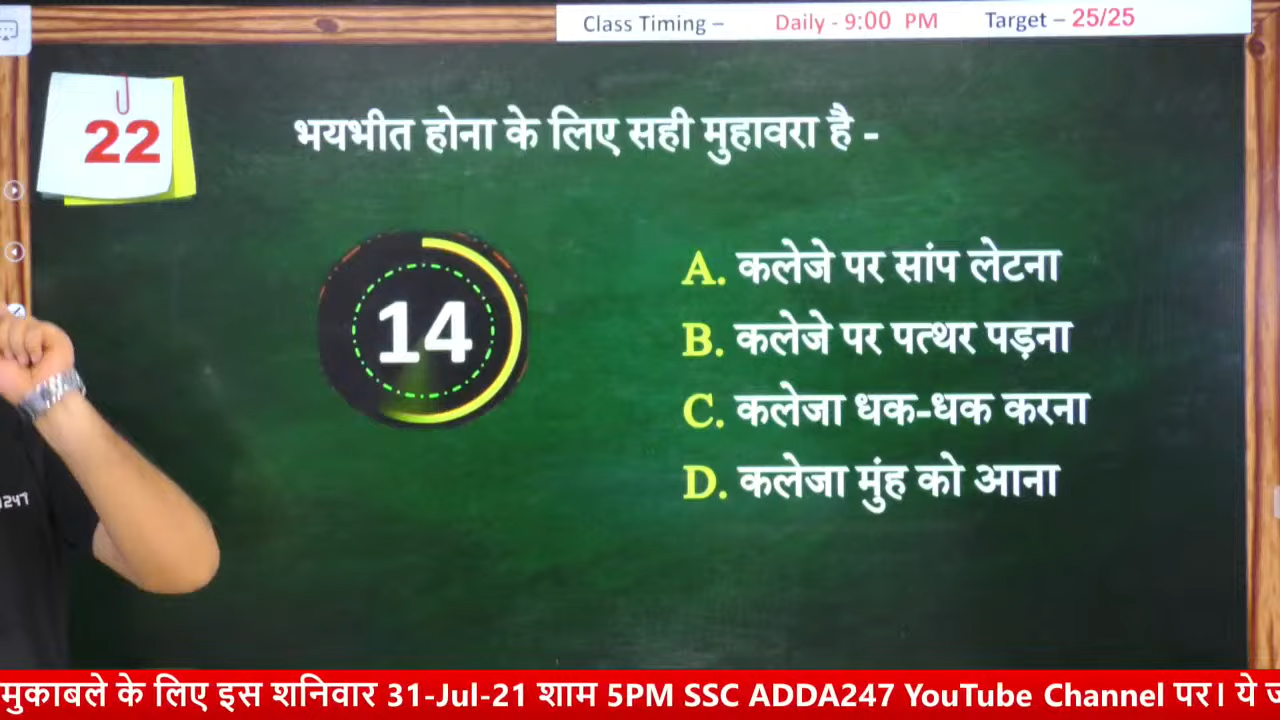 Class Timing – Daily - 9:00 PM Target – 25/25
22
भयभीत होना के लिए सही मुहावरा है -
14
A. कलेजे पर सांप लेटना
B. कलेजे पर पत्थर पड़ना
C. कलेजा धक-धक करना
D. कलेजा मुंह को आना
1247
मुकाबले के लिए इस शनिवार 31-Jul-21 शाम 5PM SSC ADDA247 YouTube Channel पर। ये